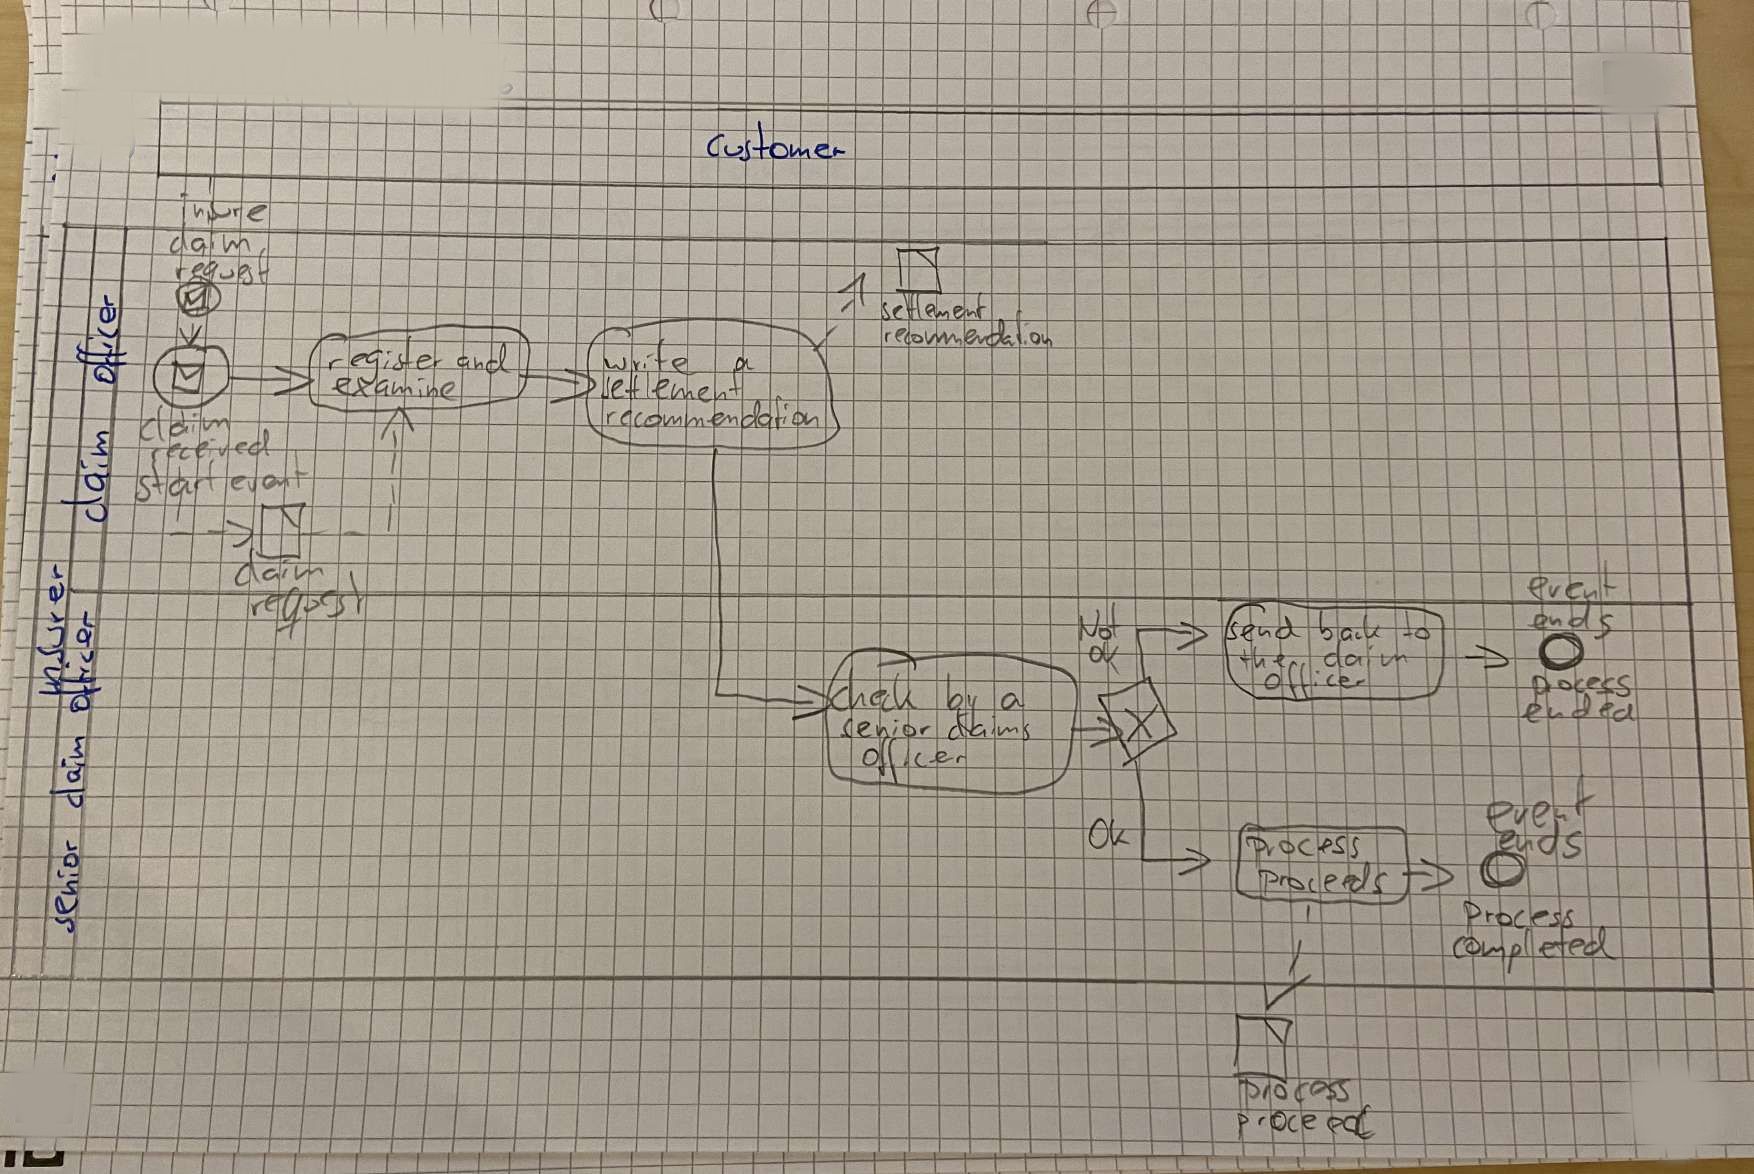 Customer
claim
request
claim
received
start event
claim
request
register and
examine
write a
settlement
recommendation
settlement
recommendation
Insurer
claim officer
senior claim officer
check by a
senior claims
officer
X
Not
ok
send back to
the claim
officer
event
ends
process
ended
Ok
process
proceeds
event
ends
Process
completed
process
proceed